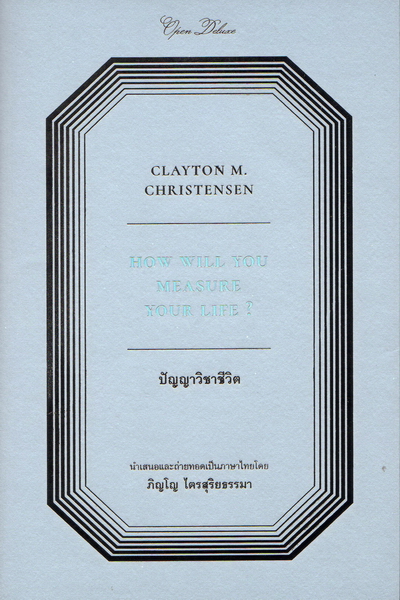 Open Deluxe
CLAYTON M.
CHRISTENSEN
HOW WILL YOU
MEASURE
YOUR LIFE?
ปัญญาวิชาชีวิต
นำเสนอและถ่ายทอดเป็นภาษาไทยโดย
ภิญโญ ไตรสุริยธรรมา